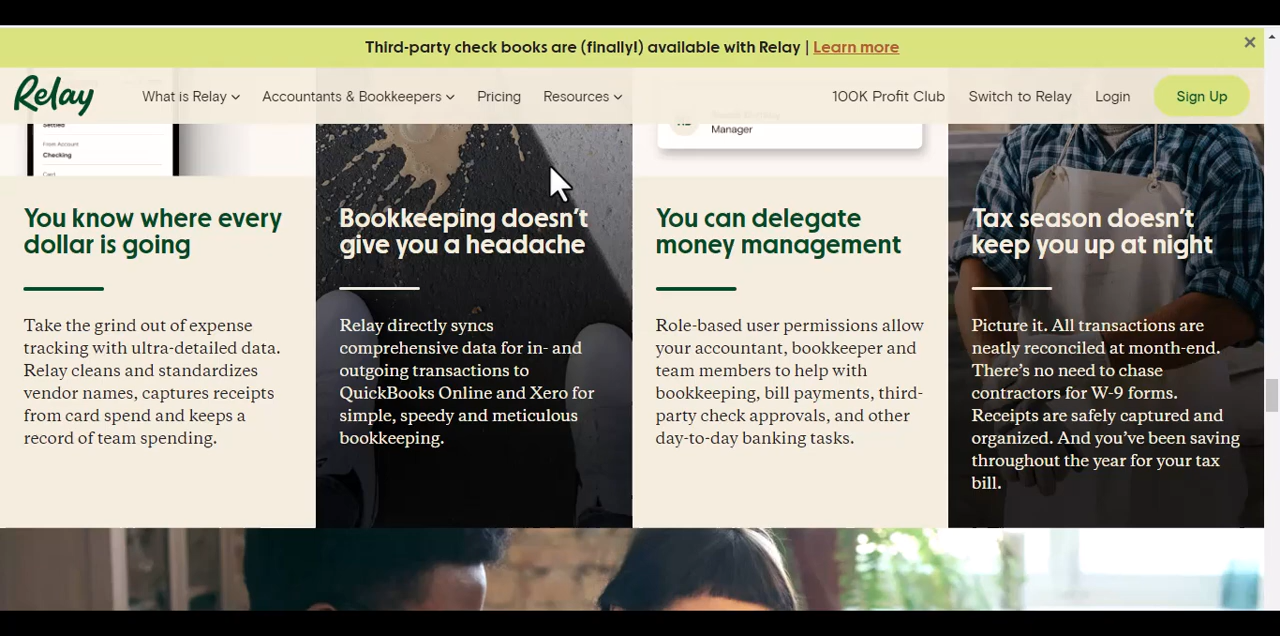 Third-party check books are (finally!) available with Relay | Learn more
Relay
What is Relay
Accountants & Bookkeepers
Pricing
Resources
100K Profit Club
Switch to Relay
Login
Sign Up
Settled
From Account
Checking
Card
Manager
You know where every
dollar is going
Take the grind out of expense
tracking with ultra-detailed data.
Relay cleans and standardizes
vendor names, captures receipts
from card spend and keeps a
record of team spending.
Bookkeeping doesn't
give you a headache
Relay directly syncs
comprehensive data for in- and
outgoing transactions to
QuickBooks Online and Xero for
simple, speedy and meticulous
bookkeeping.
You can delegate
money management
Role-based user permissions allow
your accountant, bookkeeper and
team members to help with
bookkeeping, bill payments, third-
party check approvals, and other
day-to-day banking tasks.
Tax season doesn't
keep you up at night
Picture it. All transactions are
neatly reconciled at month-end.
There's no need to chase
contractors for W-9 forms.
Receipts are safely captured and
organized. And you've been saving
throughout the year for your tax
bill.